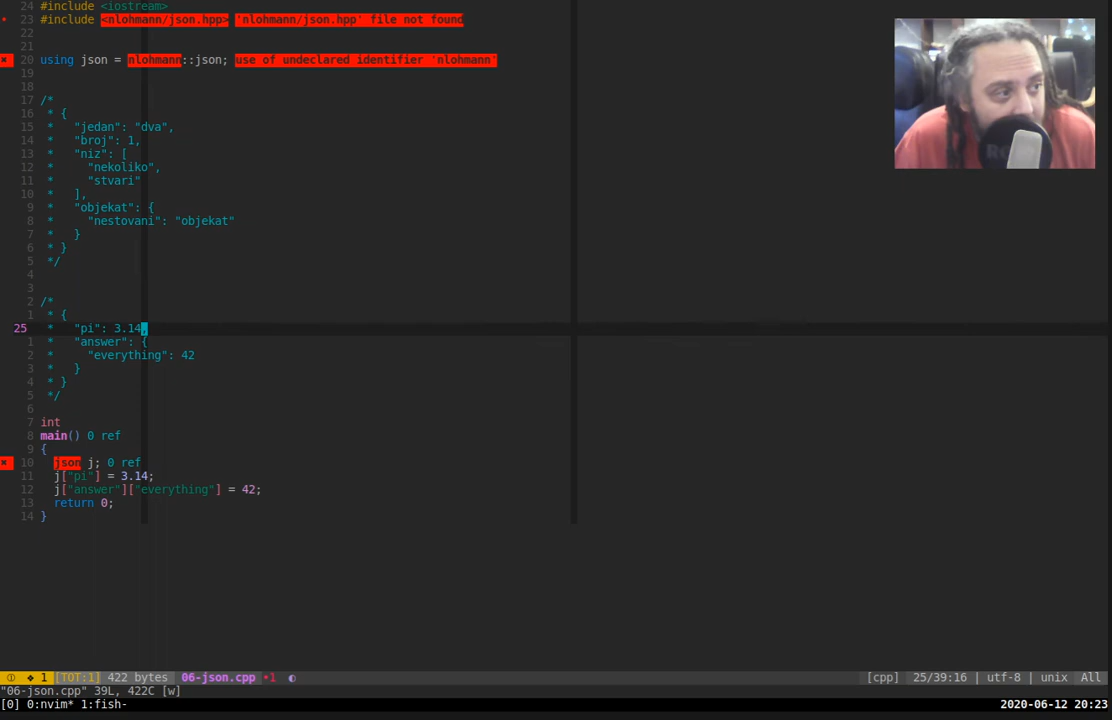 24 #include <iostream>
• 23 #include <nlohmann/json.hpp> 'nlohmann/json.hpp' file not found
22
21
✖ 20 using json = nlohmann::json; use of undeclared identifier 'nlohmann'
19
18
17 /*
16  * {
15  *   "jedan": "dva",
14  *   "broj": 1,
13  *   "niz": [
12  *     "nekoliko",
11  *     "stvari"
10  *   ],
9  *   "objekat": {
8  *     "nestovani": "objekat"
7  *   }
6  * }
5  */
4
3
2 /*
1  * {
25  *   "pi": 3.14,
1  *   "answer": {
2  *     "everything": 42
3  *   }
4  * }
5  */
6
7 int
8 main() 0 ref
9 {
✖ 10   json j; 0 ref
11   j["pi"] = 3.14;
12   j["answer"]["everything"] = 42;
13   return 0;
14 }
① ❖ 1 [TOT:1] 422 bytes 06-json.cpp •1 ◐ [cpp] 25/39:16 | utf-8 | unix All
"06-json.cpp" 39L, 422C [w]
[0] 0:nvim* 1:fish- 2020-06-12 20:23